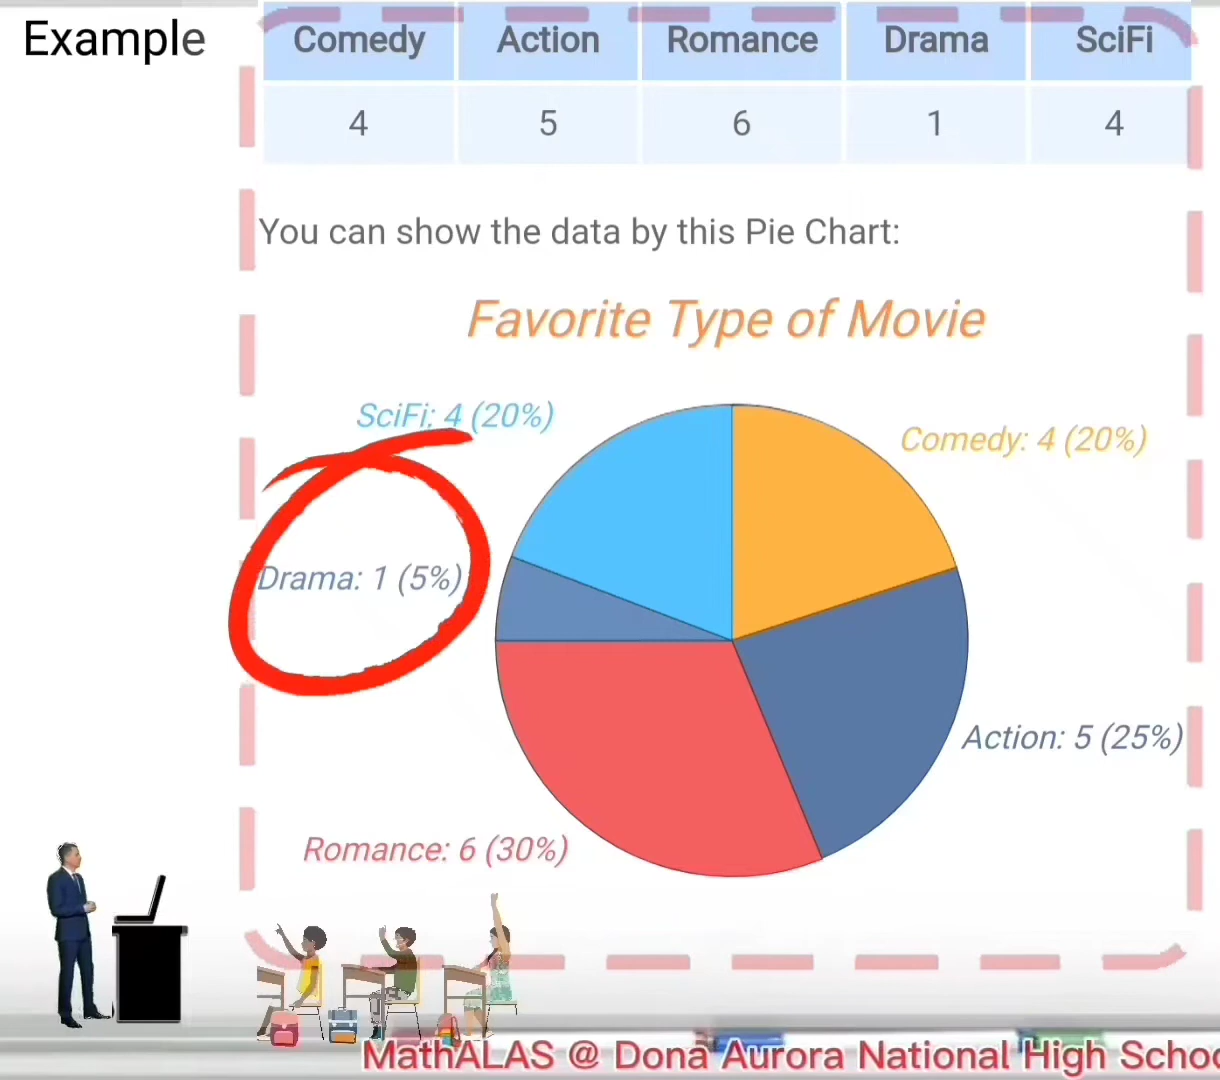 Example
Comedy Action Romance Drama SciFi
4 5 6 1 4
You can show the data by this Pie Chart:
Favorite Type of Movie
SciFi: 4 (20%)
Comedy: 4 (20%)
Drama: 1 (5%)
Action: 5 (25%)
Romance: 6 (30%)
MathALAS @ Dona Aurora National High Schoo